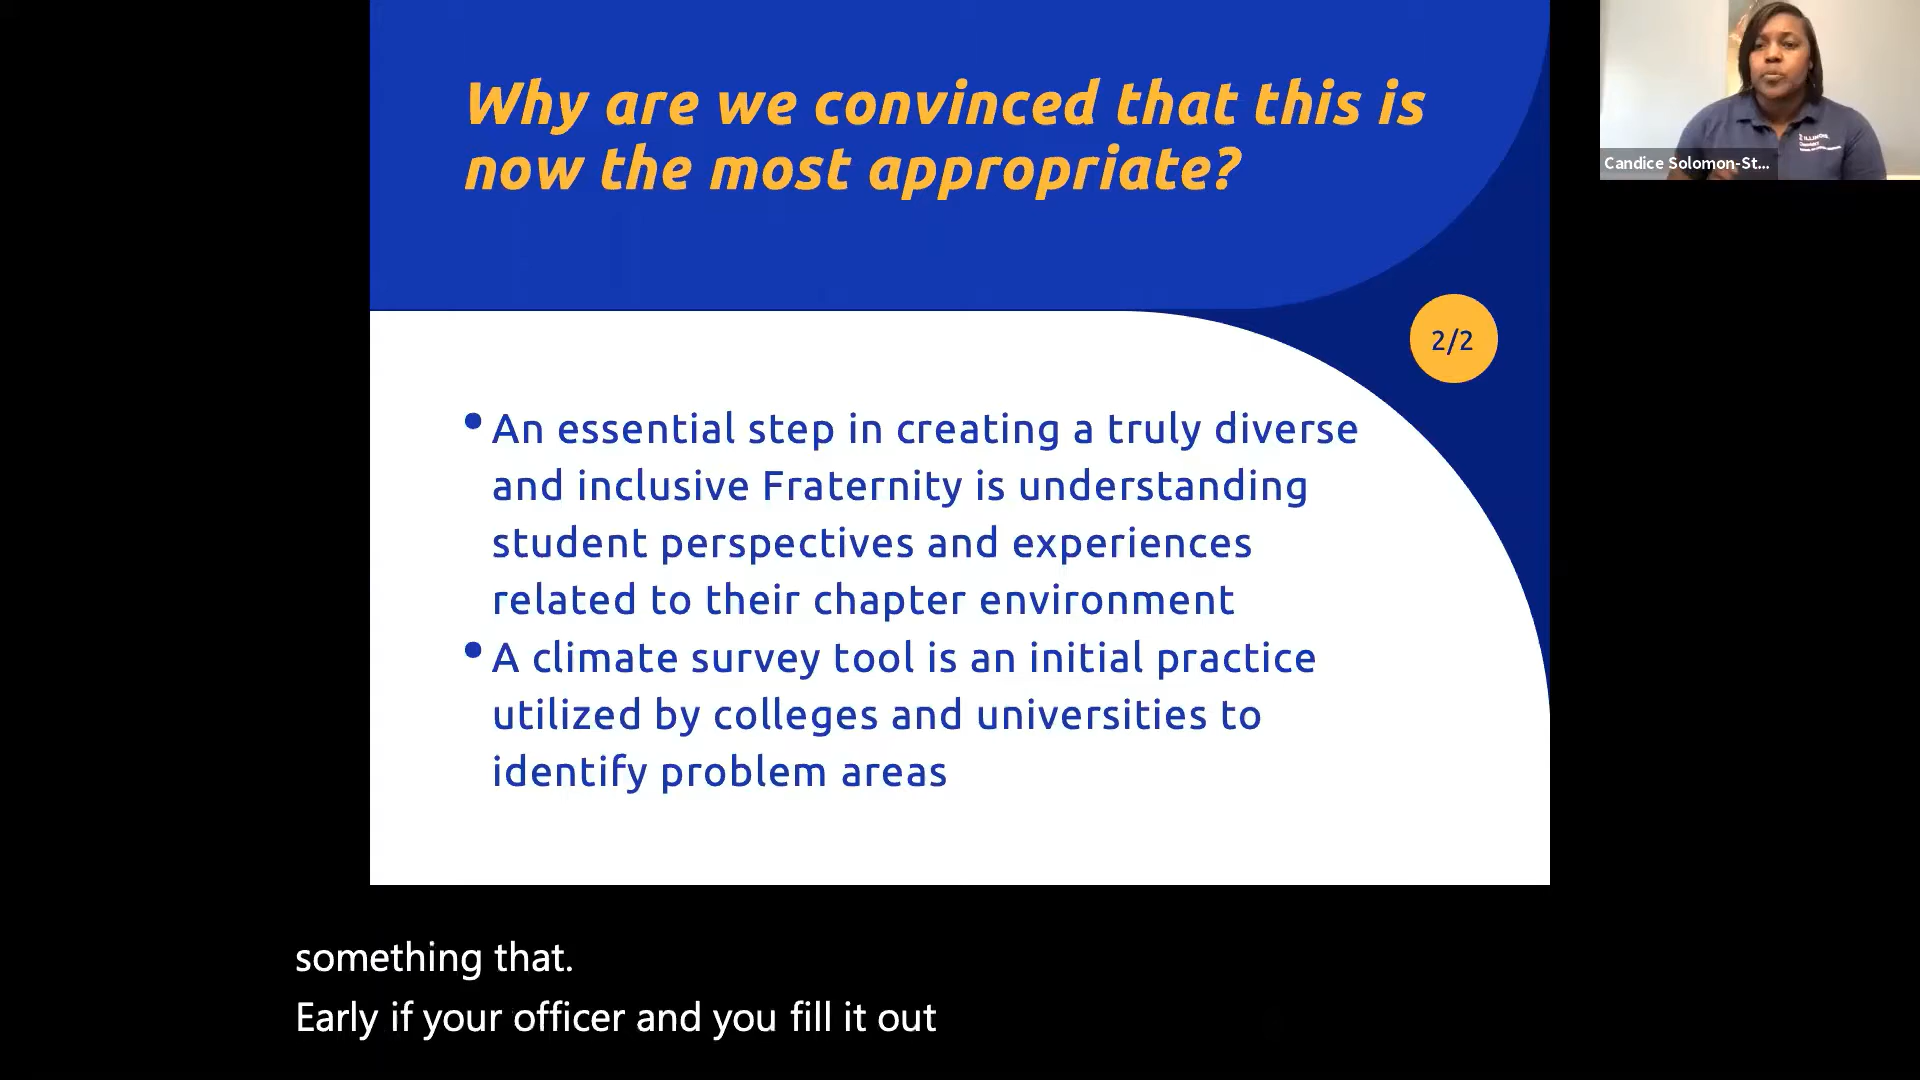 Why are we convinced that this is
now the most appropriate?
2/2
• An essential step in creating a truly diverse
and inclusive Fraternity is understanding
student perspectives and experiences
related to their chapter environment
• A climate survey tool is an initial practice
utilized by colleges and universities to
identify problem areas
ILLINOIS
Candice Solomon-St...
something that.
Early if your officer and you fill it out